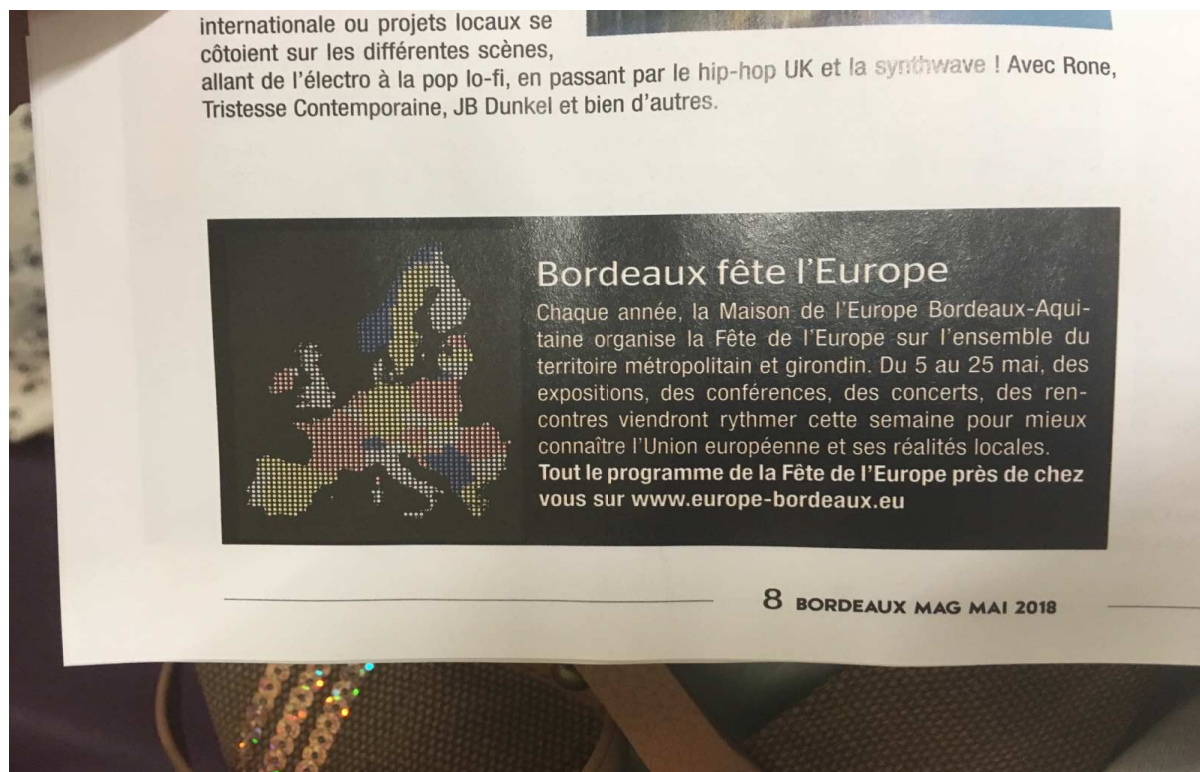 internationale ou projets locaux se
côtoient sur les différentes scènes,
allant de l'électro à la pop lo-fi, en passant par le hip-hop UK et la synthwave ! Avec Rone,
Tristesse Contemporaine, JB Dunkel et bien d'autres.
Bordeaux fête l'Europe
Chaque année, la Maison de l'Europe Bordeaux-Aqui-
taine organise la Fête de l'Europe sur l'ensemble du
territoire métropolitain et girondin. Du 5 au 25 mai, des
expositions, des conférences, des concerts, des ren-
contres viendront rythmer cette semaine pour mieux
connaître l'Union européenne et ses réalités locales.
Tout le programme de la Fête de l'Europe près de chez
vous sur www.europe-bordeaux.eu
8 BORDEAUX MAG MAI 2018